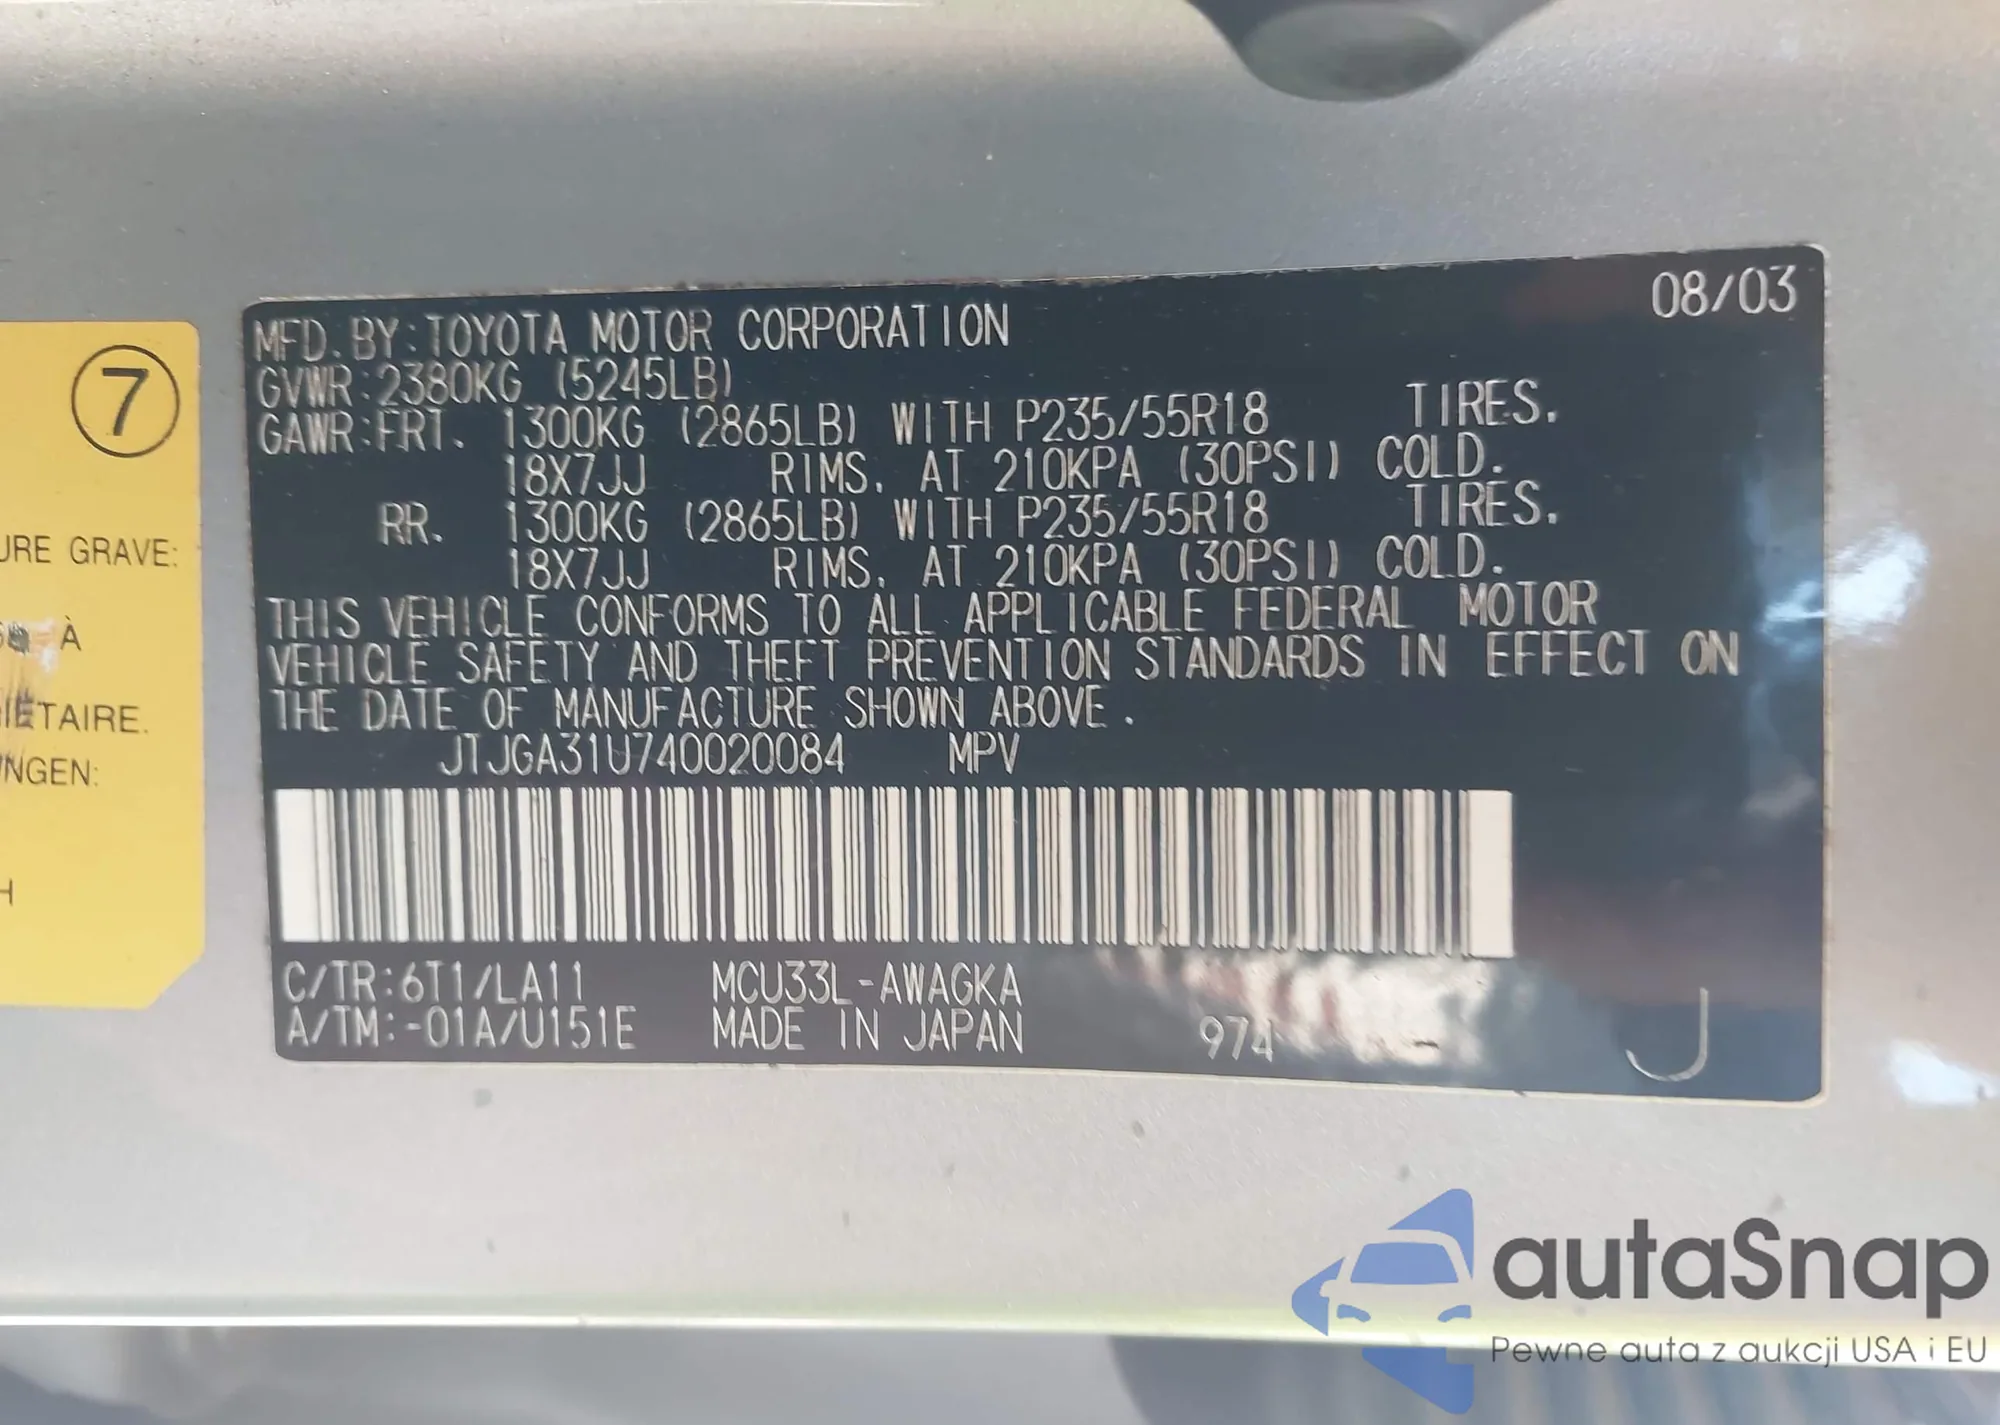 08/03
MFD. BY: TOYOTA MOTOR CORPORATION
GVWR: 2380KG (5245LB)
GAWR: FRT. 1300KG (2865LB) WITH P235/55R18 TIRES.
18X7JJ RIMS, AT 210KPA (30PSI) COLD.
RR. 1300KG (2865LB) WITH P235/55R18 TIRES.
18X7JJ RIMS, AT 210KPA (30PSI) COLD.
THIS VEHICLE CONFORMS TO ALL APPLICABLE FEDERAL MOTOR
VEHICLE SAFETY AND THEFT PREVENTION STANDARDS IN EFFECT ON
THE DATE OF MANUFACTURE SHOWN ABOVE.
JTJGA31U740020084 MPV
C/TR: 6T1/LA11 MCU33L-AWAGKA
A/TM: -01A/U151E MADE IN JAPAN 974 J
7
URE GRAVE:
À
IÉTAIRE.
NGEN:
H
autaSnap
Pewne auta z aukcji USA i EU